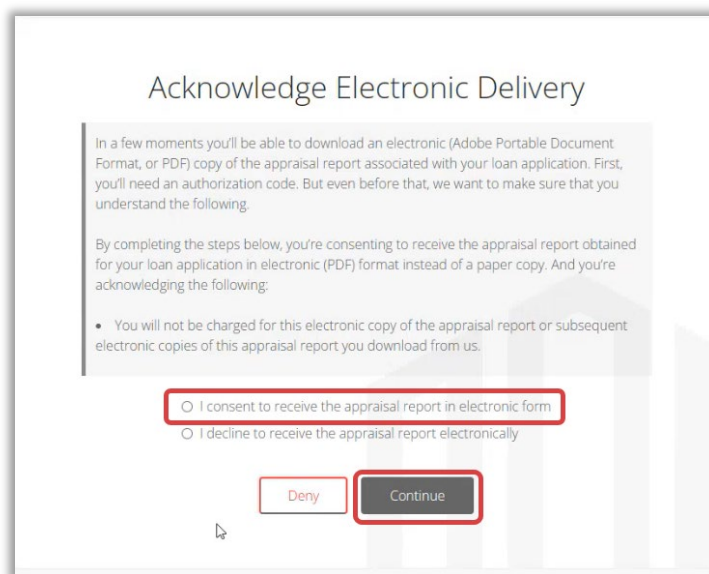 Acknowledge Electronic Delivery
In a few moments you'll be able to download an electronic (Adobe Portable Document
Format, or PDF) copy of the appraisal report associated with your loan application. First,
you'll need an authorization code. But even before that, we want to make sure that you
understand the following.
By completing the steps below, you're consenting to receive the appraisal report obtained
for your loan application in electronic (PDF) format instead of a paper copy. And you're
acknowledging the following:
• You will not be charged for this electronic copy of the appraisal report or subsequent
electronic copies of this appraisal report you download from us.
I consent to receive the appraisal report in electronic form
I decline to receive the appraisal report electronically
Deny Continue